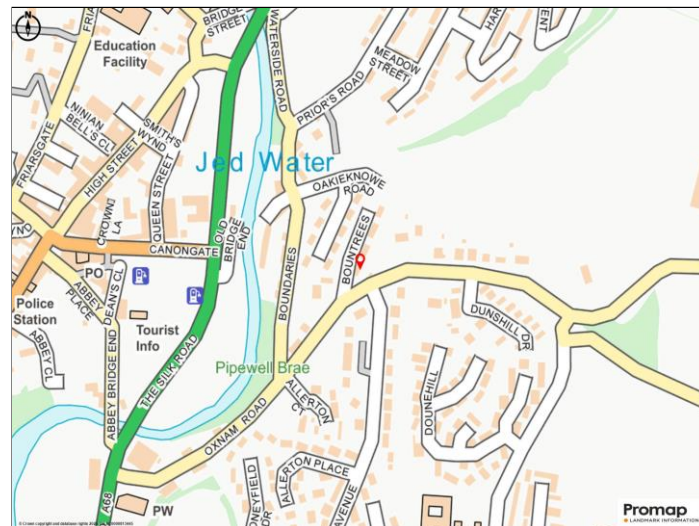 N
Education
Facility
FRIARSGATE
BRIDGE
STREET
WATERSIDE ROAD
MEADOW
STREET
PRIOR'S ROAD
NINIAN
BELL'S CL
SMITH'S
WYND
HIGH STREET
QUEEN STREET
Jed Water
OAKIEKNOWE
ROAD
CROWN
LA
CANONGATE
OLD
BRIDGE
END
BOUNTREES
BOUNDARIES
PO
Police
Station
ABBEY
PLACE
DEAN'S CL
ABBEY CL
ABBEY BRIDGE END
Tourist
Info
THE SILK ROAD
DUNSHILL DR
Pipewell Brae
OXNAM ROAD
ALLERTON
CT
DOUNEHILL
ALLERTON PLACE
AVENUE
A68
PW
Promap
LANDMARK INFORMATION